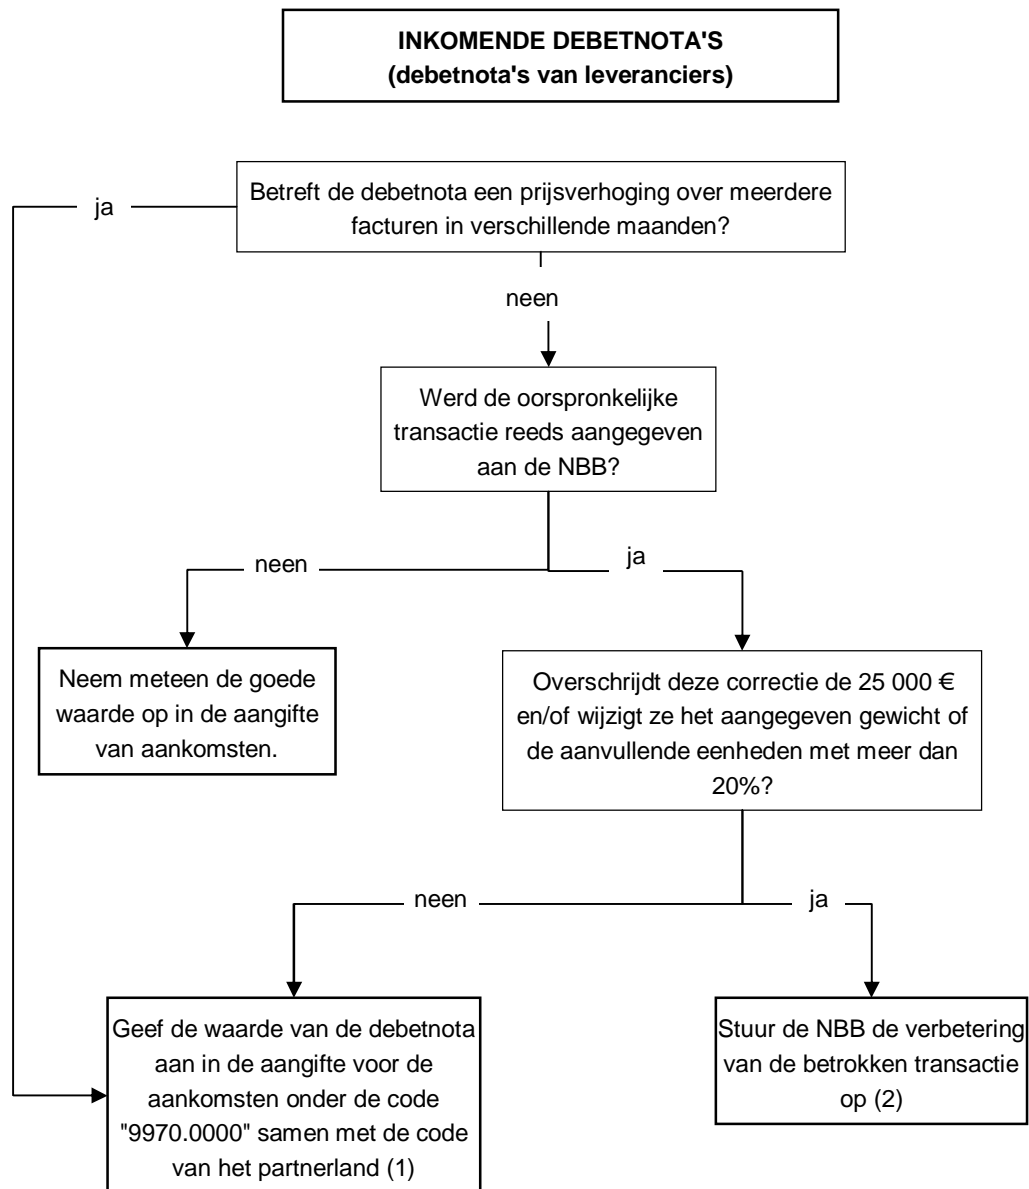 INKOMENDE DEBETNOTA'S
(debetnota's van leveranciers)
ja
Betreft de debetnota een prijsverhoging over meerdere
facturen in verschillende maanden?
neen
Werd de oorspronkelijke
transactie reeds aangegeven
aan de NBB?
neen
ja
Neem meteen de goede
waarde op in de aangifte
van aankomsten.
Overschrijdt deze correctie de 25 000 €
en/of wijzigt ze het aangegeven gewicht of
de aanvullende eenheden met meer dan
20%?
neen
ja
Geef de waarde van de debetnota
aan in de aangifte voor de
aankomsten onder de code
"9970.0000" samen met de code
van het partnerland (1)
Stuur de NBB de verbetering
van de betrokken transactie
op (2)